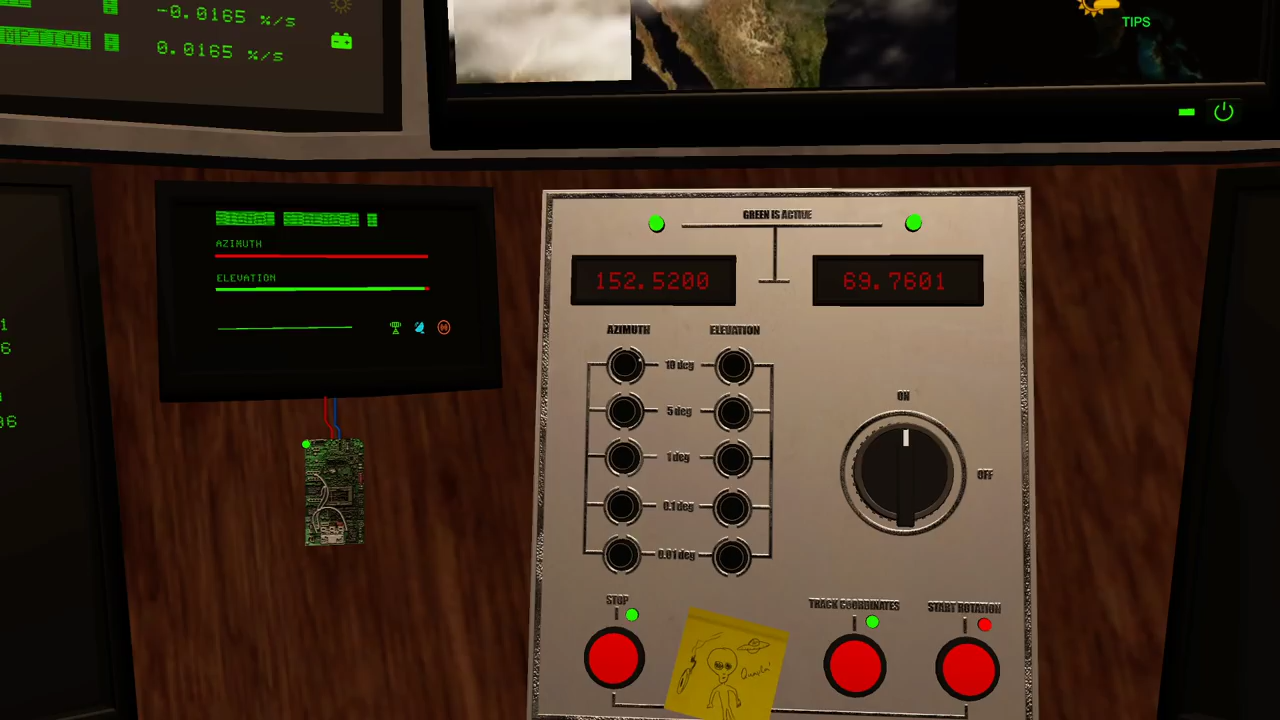 -0.0165 %/s
0.0165 %/s
TIPS
AZIMUTH
ELEVATION
GREEN IS ACTIVE
152.5200
69.7601
AZIMUTH
ELEVATION
10 deg
5 deg
1 deg
0.1 deg
0.01 deg
ON
OFF
STOP
TRACK COORDINATES
START ROTATION